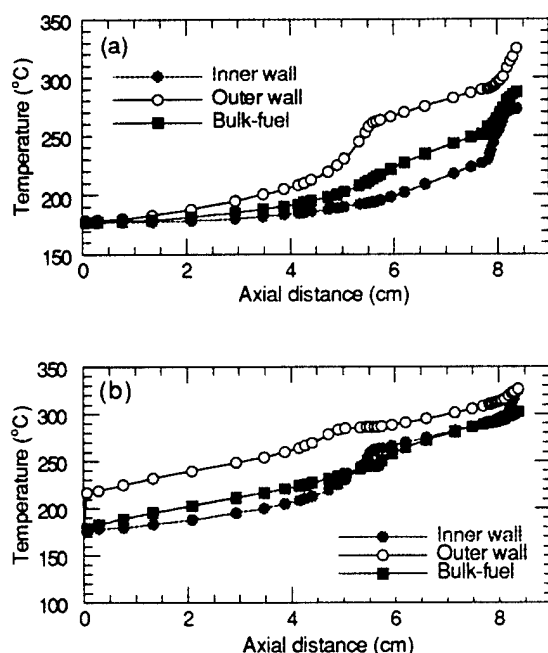 (a)
Inner wall
Outer wall
Bulk-fuel
Temperature (°C)
350
300
250
200
150
0 2 4 6 8
Axial distance (cm)
(b)
Temperature (°C)
350
300
250
200
150
100
Inner wall
Outer wall
Bulk-fuel
0 2 4 6 8
Axial distance (cm)